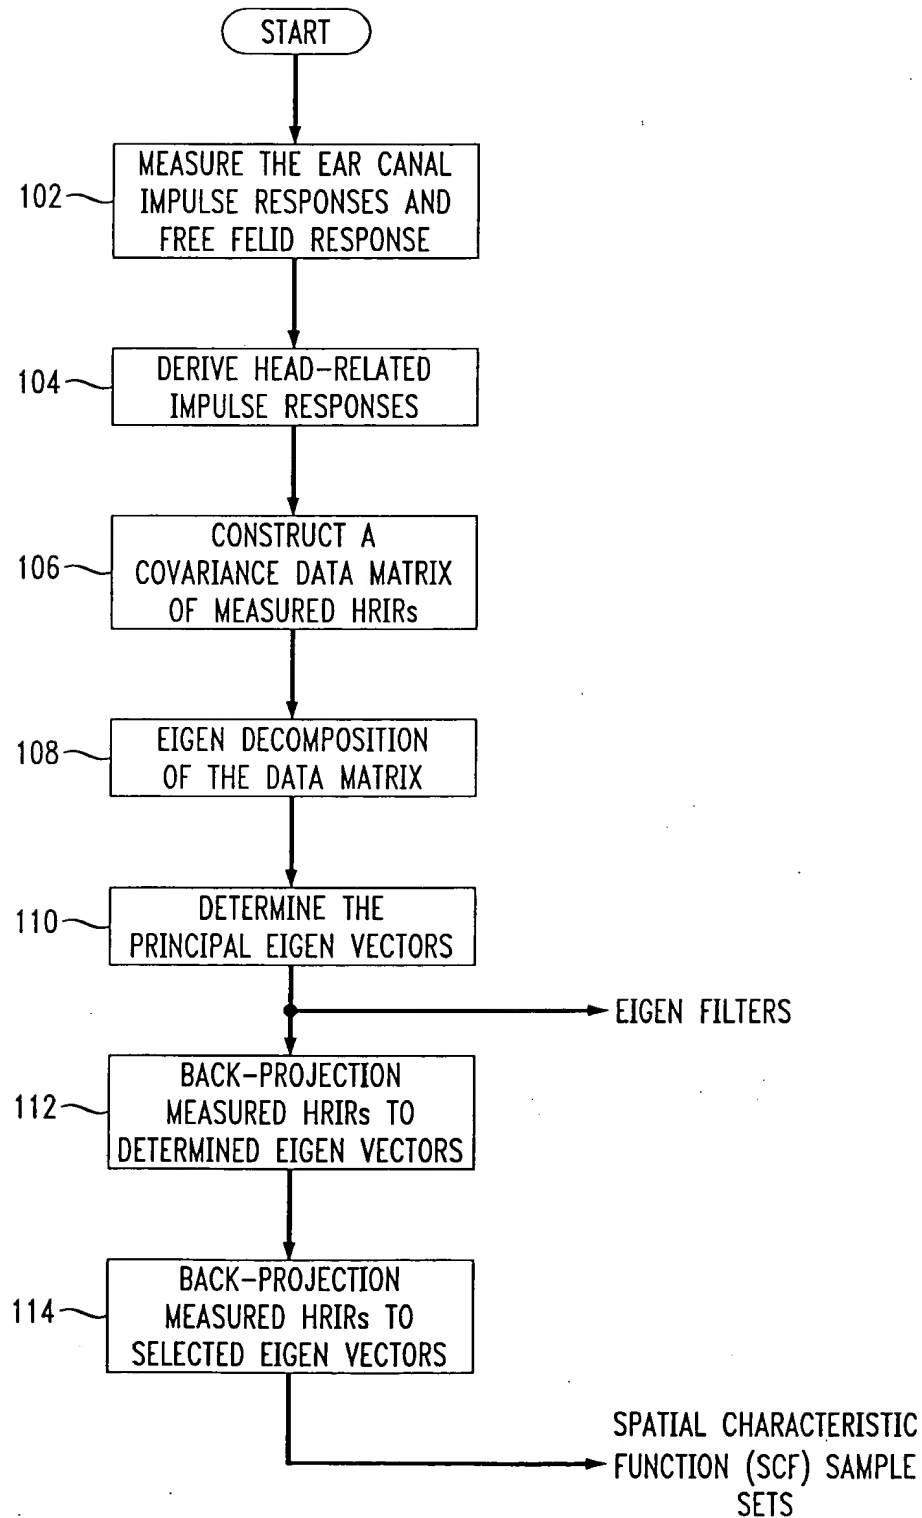 START
102
MEASURE THE EAR CANAL
IMPULSE RESPONSES AND
FREE FELID RESPONSE
104
DERIVE HEAD-RELATED
IMPULSE RESPONSES
106
CONSTRUCT A
COVARIANCE DATA MATRIX
OF MEASURED HRIRs
108
EIGEN DECOMPOSITION
OF THE DATA MATRIX
110
DETERMINE THE
PRINCIPAL EIGEN VECTORS
EIGEN FILTERS
112
BACK-PROJECTION
MEASURED HRIRs TO
DETERMINED EIGEN VECTORS
114
BACK-PROJECTION
MEASURED HRIRs TO
SELECTED EIGEN VECTORS
SPATIAL CHARACTERISTIC
FUNCTION (SCF) SAMPLE
SETS